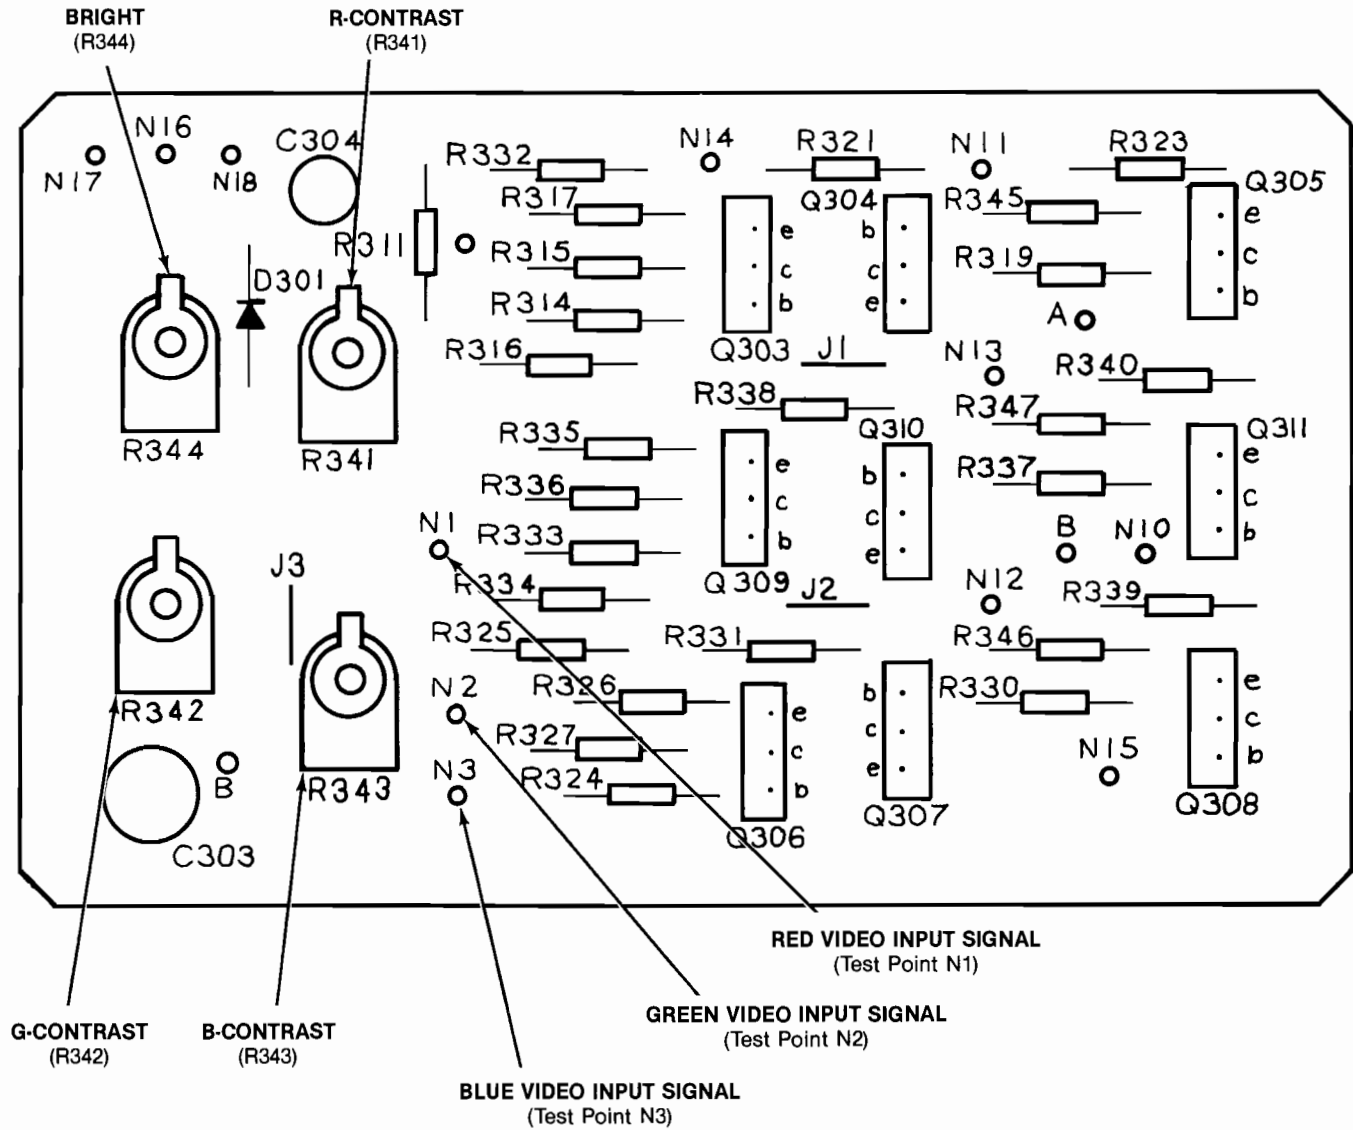 BRIGHT
(R344)
R-CONTRAST
(R341)
N17
N16
N18
C304
R332
N14
R321
N11
R323
R317
Q304
R345
Q305
R311
R315
R319
e
c
b
b
c
e
e
c
b
D301
R314
A
R316
Q303
J1
N13
R340
R338
R347
R344
R341
R335
Q310
Q311
R336
R337
e
c
b
b
c
e
e
c
b
N1
R333
B
N10
J3
R334
Q309
J2
N12
R339
R325
R331
R346
N2
R326
R330
R342
e
c
b
b
c
e
e
c
b
R327
N15
B
N3
R324
R343
Q306
Q307
Q308
C303
RED VIDEO INPUT SIGNAL
(Test Point N1)
GREEN VIDEO INPUT SIGNAL
(Test Point N2)
G-CONTRAST
(R342)
B-CONTRAST
(R343)
BLUE VIDEO INPUT SIGNAL
(Test Point N3)